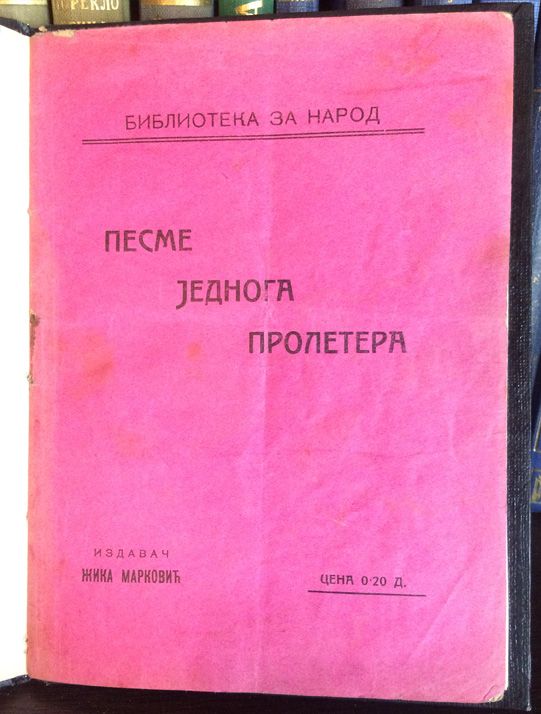 БИБЛИОТЕКА ЗА НАРОД
ПЕСМЕ
ЈЕДНОГА
ПРОЛЕТЕРА
ИЗДАВАЧ
ЖИКА МАРКОВИЋ
ЦЕНА 0·20 Д.